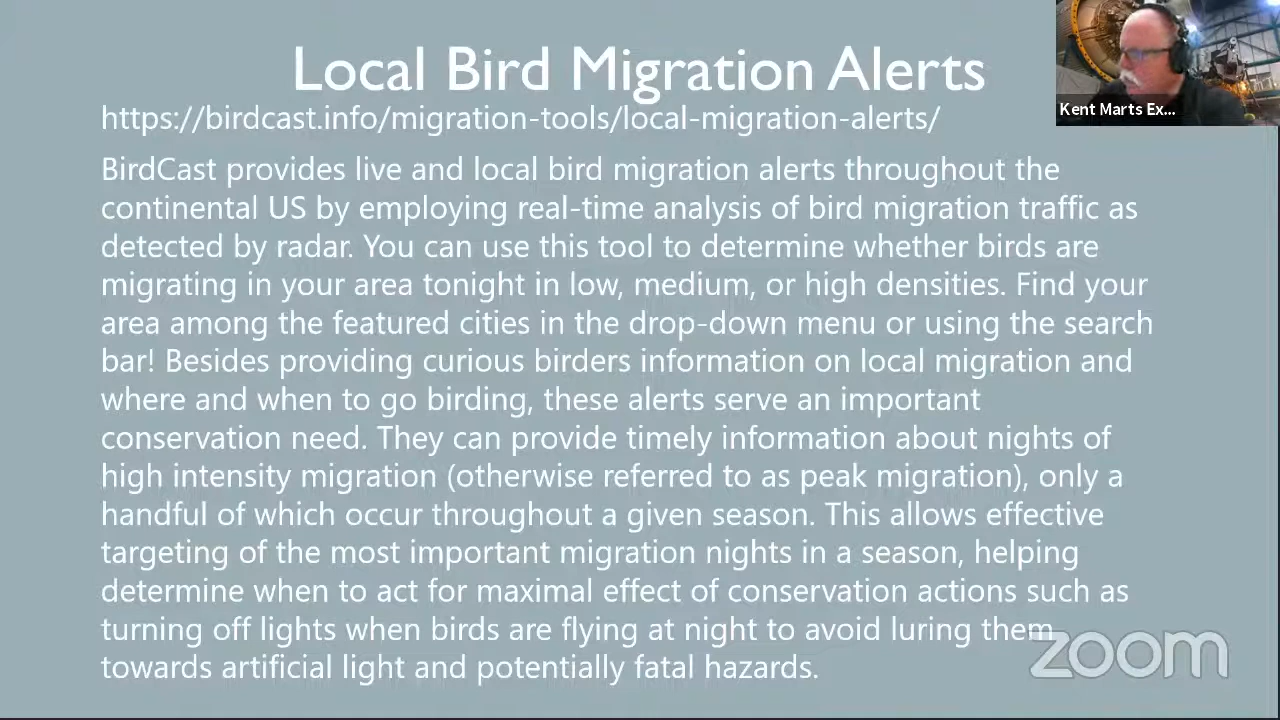 Local Bird Migration Alerts
Kent Marts Ex...
https://birdcast.info/migration-tools/local-migration-alerts/
BirdCast provides live and local bird migration alerts throughout the
continental US by employing real-time analysis of bird migration traffic as
detected by radar. You can use this tool to determine whether birds are
migrating in your area tonight in low, medium, or high densities. Find your
area among the featured cities in the drop-down menu or using the search
bar! Besides providing curious birders information on local migration and
where and when to go birding, these alerts serve an important
conservation need. They can provide timely information about nights of
high intensity migration (otherwise referred to as peak migration), only a
handful of which occur throughout a given season. This allows effective
targeting of the most important migration nights in a season, helping
determine when to act for maximal effect of conservation actions such as
turning off lights when birds are flying at night to avoid luring them
towards artificial light and potentially fatal hazards.
zoom